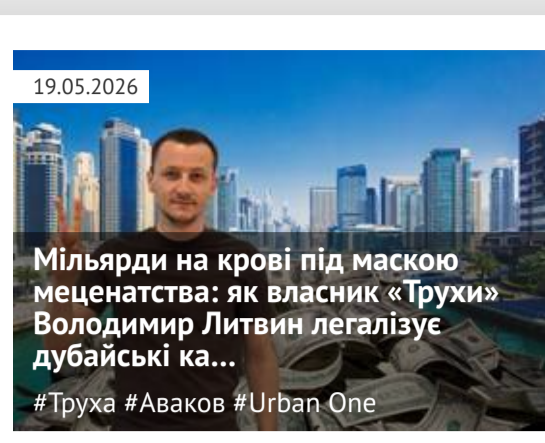 19.05.2026
Мільярди на крові під маскою
меценатства: як власник «Трухи»
Володимир Литвин легалізує
дубайські ка...
#Труха #Аваков #Urban One